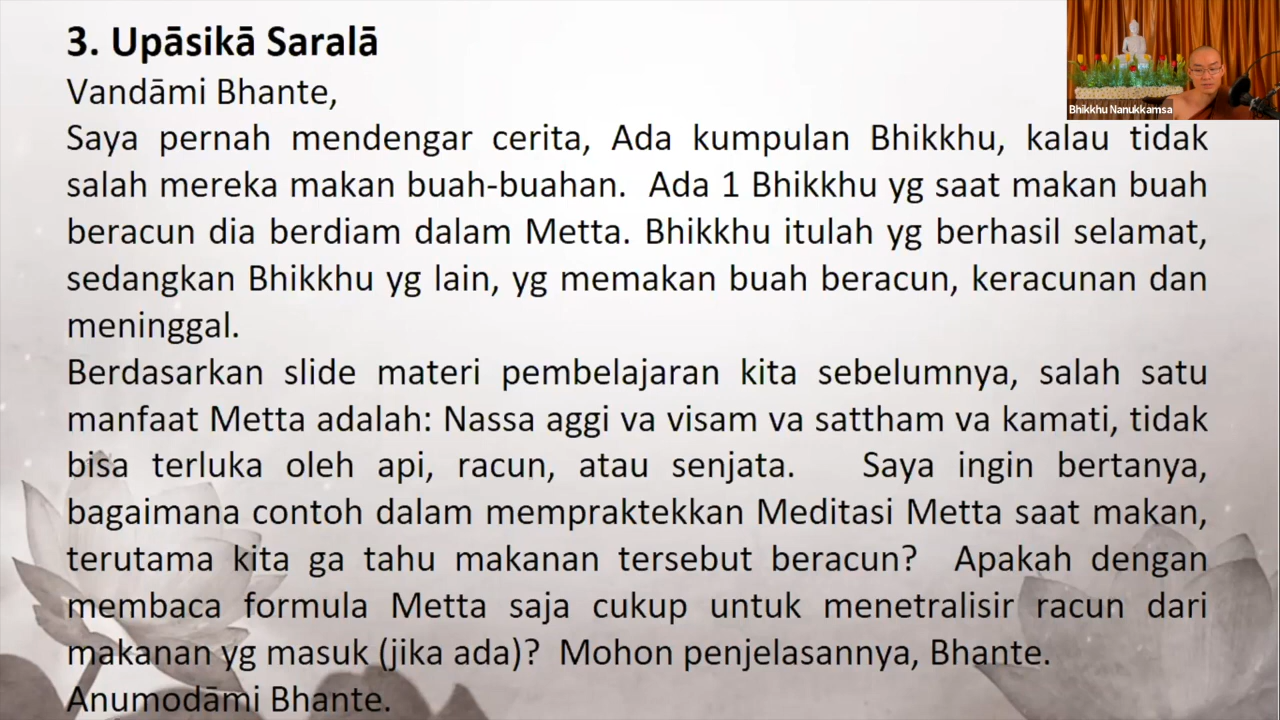 3. Upāsikā Saralā
Vandāmi Bhante,
Bhikkhu Nanukkamsa
Saya pernah mendengar cerita, Ada kumpulan Bhikkhu, kalau tidak
salah mereka makan buah-buahan.  Ada 1 Bhikkhu yg saat makan buah
beracun dia berdiam dalam Metta. Bhikkhu itulah yg berhasil selamat,
sedangkan Bhikkhu yg lain, yg memakan buah beracun, keracunan dan
meninggal.
Berdasarkan slide materi pembelajaran kita sebelumnya, salah satu
manfaat Metta adalah: Nassa aggi va visam va sattham va kamati, tidak
bisa terluka oleh api, racun, atau senjata.   Saya ingin bertanya,
bagaimana contoh dalam mempraktekkan Meditasi Metta saat makan,
terutama kita ga tahu makanan tersebut beracun?  Apakah dengan
membaca formula Metta saja cukup untuk menetralisir racun dari
makanan yg masuk (jika ada)?  Mohon penjelasannya, Bhante.
Anumodāmi Bhante.